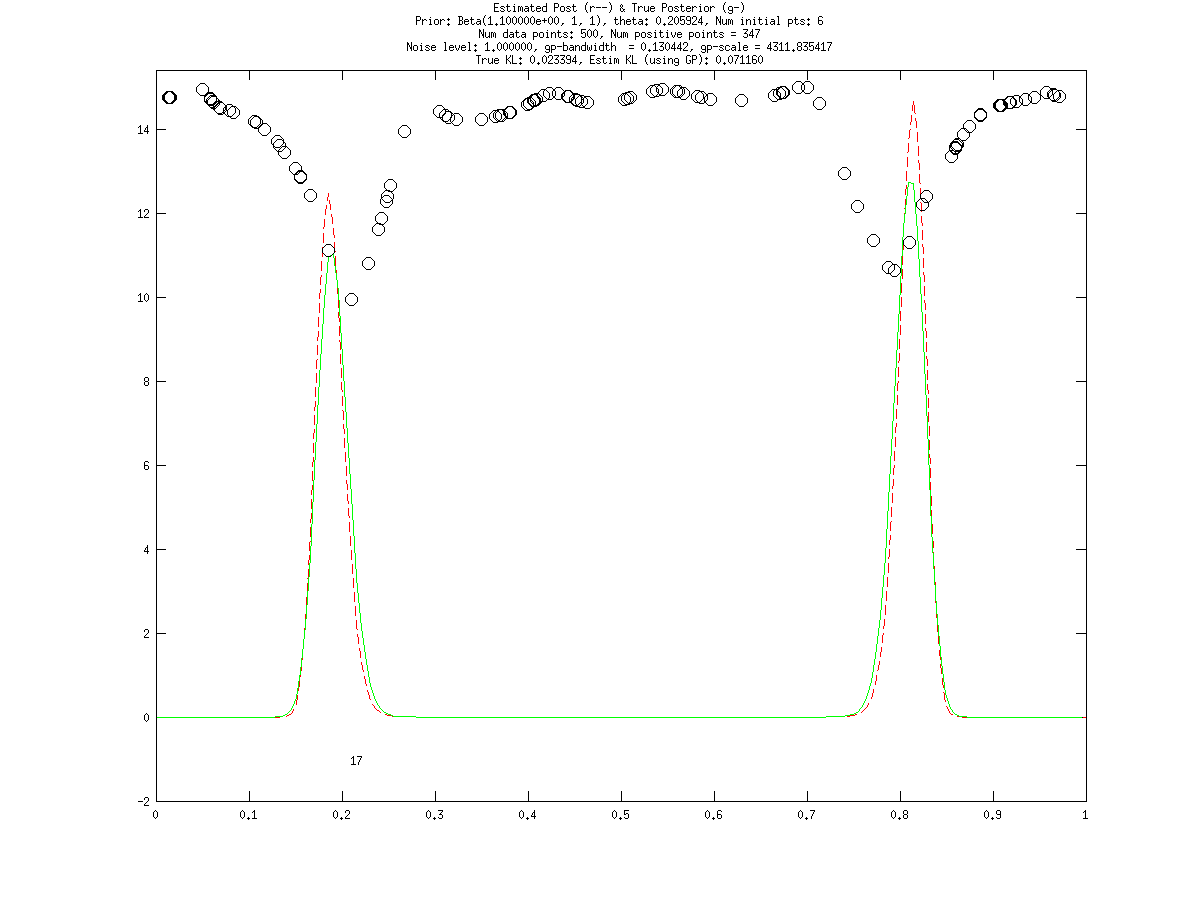 Estimated Post (r--) & True Posterior (g-)
Prior: Beta(1.100000e+00, 1, 1), theta: 0.205924, Num initial pts: 6
Num data points: 500, Num positive points = 347
Noise level: 1.000000, gp-bandwidth  = 0.130442, gp-scale = 4311.835417
True KL: 0.023394, Estim KL (using GP): 0.071160
14
12
10
8
6
4
2
0
17
-2
0 0.1 0.2 0.3 0.4 0.5 0.6 0.7 0.8 0.9 1